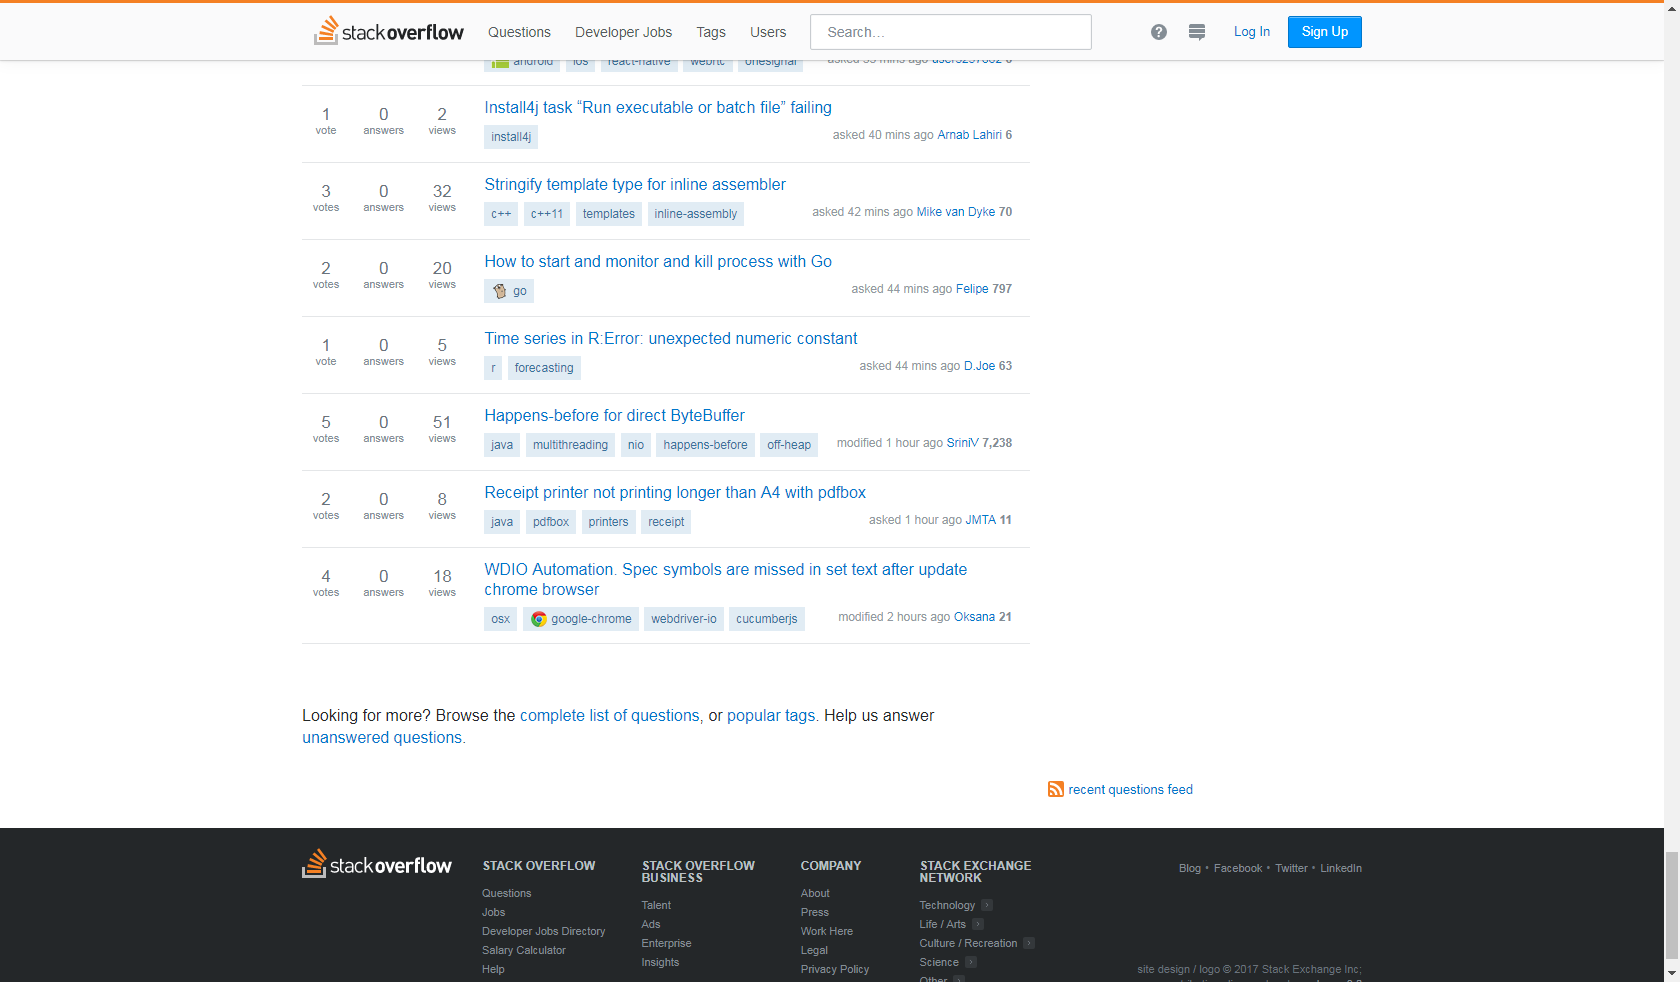 stack overflow Questions Developer Jobs Tags Users Search... Log In Sign Up
android ios react-native webrtc onesignal
1 0 2 Install4j task “Run executable or batch file” failing
vote answers views
install4j asked 40 mins ago Arnab Lahiri 6
3 0 32 Stringify template type for inline assembler
votes answers views
c++ c++11 templates inline-assembly asked 42 mins ago Mike van Dyke 70
2 0 20 How to start and monitor and kill process with Go
votes answers views
go asked 44 mins ago Felipe 797
1 0 5 Time series in R:Error: unexpected numeric constant
vote answers views
r forecasting asked 44 mins ago D.Joe 63
5 0 51 Happens-before for direct ByteBuffer
votes answers views
java multithreading nio happens-before off-heap modified 1 hour ago SriniV 7,238
2 0 8 Receipt printer not printing longer than A4 with pdfbox
votes answers views
java pdfbox printers receipt asked 1 hour ago JMTA 11
4 0 18 WDIO Automation. Spec symbols are missed in set text after update
votes answers views chrome browser
osx google-chrome webdriver-io cucumberjs modified 2 hours ago Oksana 21
Looking for more? Browse the complete list of questions, or popular tags. Help us answer
unanswered questions.
recent questions feed
stack overflow
STACK OVERFLOW
Questions
Jobs
Developer Jobs Directory
Salary Calculator
Help
STACK OVERFLOW
BUSINESS
Talent
Ads
Enterprise
Insights
COMPANY
About
Press
Work Here
Legal
Privacy Policy
STACK EXCHANGE
NETWORK
Technology
Life / Arts
Culture / Recreation
Science
Other
Blog • Facebook • Twitter • LinkedIn
site design / logo © 2017 Stack Exchange Inc;